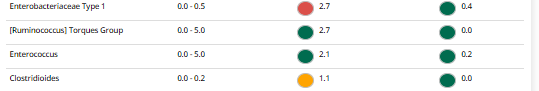 Enterobacteriaceae Type 1 0.0 - 0.5 2.7 0.4
[Ruminococcus] Torques Group 0.0 - 5.0 2.7 0.0
Enterococcus 0.0 - 5.0 2.1 0.2
Clostridioides 0.0 - 0.2 1.1 0.0